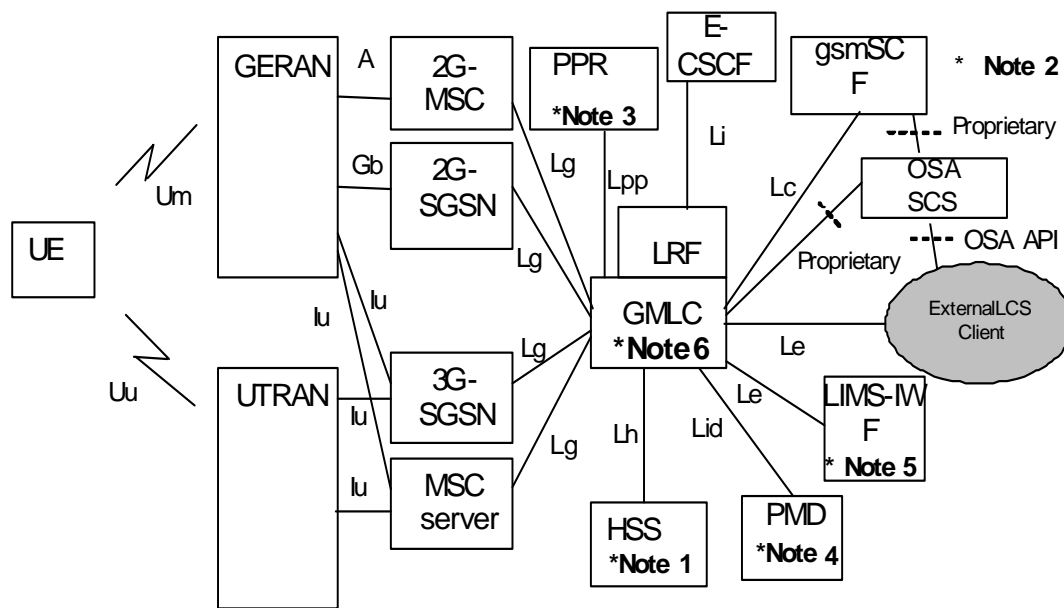 GERAN
A
2G-
MSC
PPR
*Note 3
E-
CSCF
gsmSC
F
* Note 2
Proprietary
Um
Gb
2G-
SGSN
Lg
Lpp
Li
Lc
OSA
SCS
OSA API
UE
Lg
LRF
Proprietary
Iu
Iu
GMLC
*Note 6
ExternalLCS
Client
Le
Uu
UTRAN
Iu
3G-
SGSN
Lg
Lh
Lid
Le
LIMS-IW
F
* Note 5
Iu
MSC
server
Lg
HSS
*Note 1
PMD
*Note 4